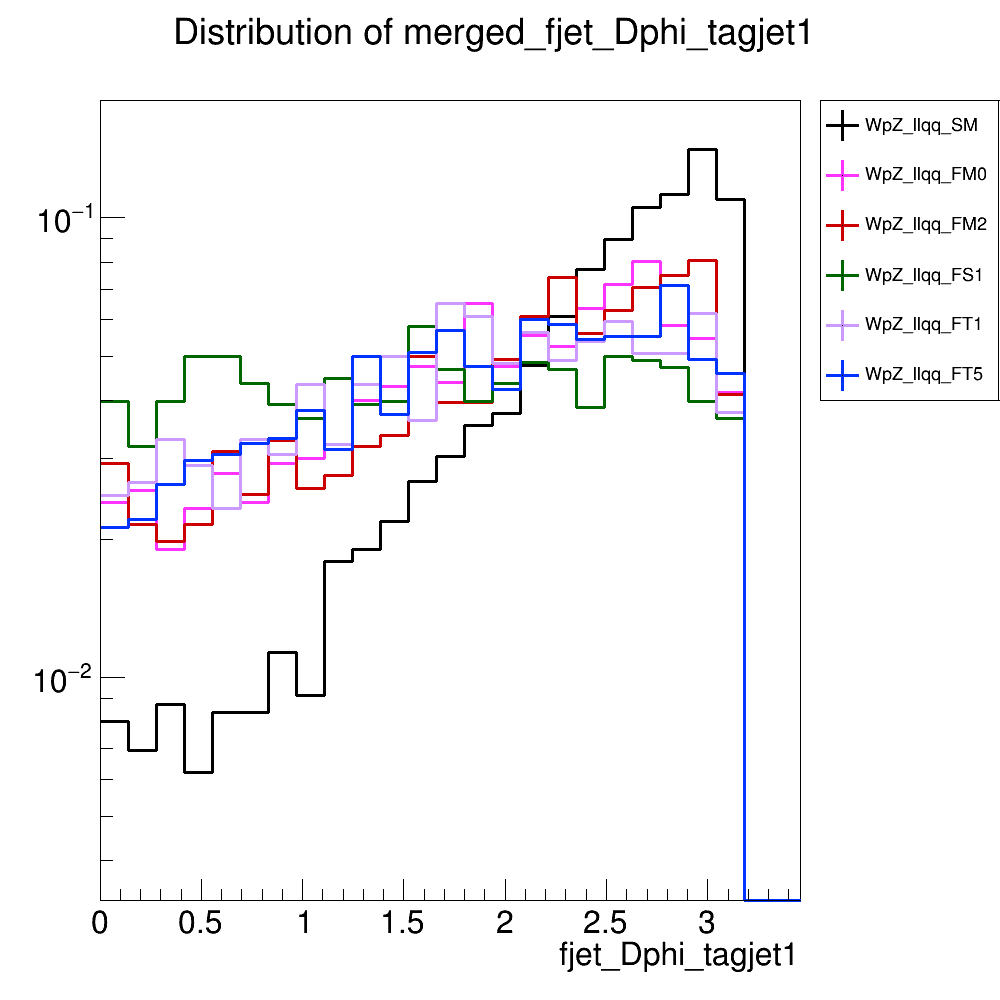 Distribution of merged_fjet_Dphi_tagjet1
WpZ_llqq_SM
WpZ_llqq_FM0
WpZ_llqq_FM2
WpZ_llqq_FS1
WpZ_llqq_FT1
WpZ_llqq_FT5
10⁻¹
10⁻²
0 0.5 1 1.5 2 2.5 3
fjet_Dphi_tagjet1